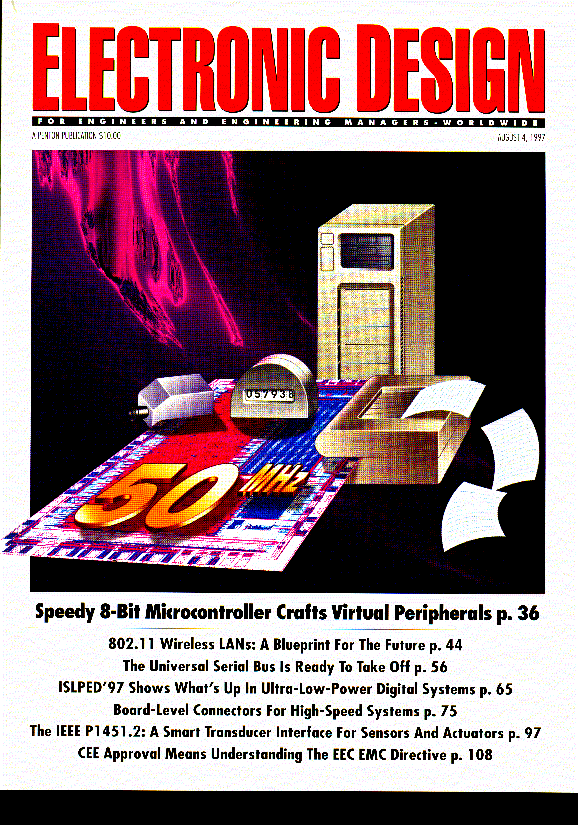 ELECTRONIC DESIGN
FOR ENGINEERS AND ENGINEERING MANAGERS-WORLDWIDE
A PENTON PUBLICATION $10.00
AUGUST 4, 1997
057938
50 MHz
Speedy 8-Bit Microcontroller Crafts Virtual Peripherals p. 36
802.11 Wireless LANs: A Blueprint For The Future p. 44
The Universal Serial Bus Is Ready To Take Off p. 56
ISLPED'97 Shows What's Up In Ultra-Low-Power Digital Systems p. 65
Board-Level Connectors For High-Speed Systems p. 75
The IEEE P1451.2: A Smart Transducer Interface For Sensors And Actuators p. 97
CEE Approval Means Understanding The EEC EMC Directive p. 108